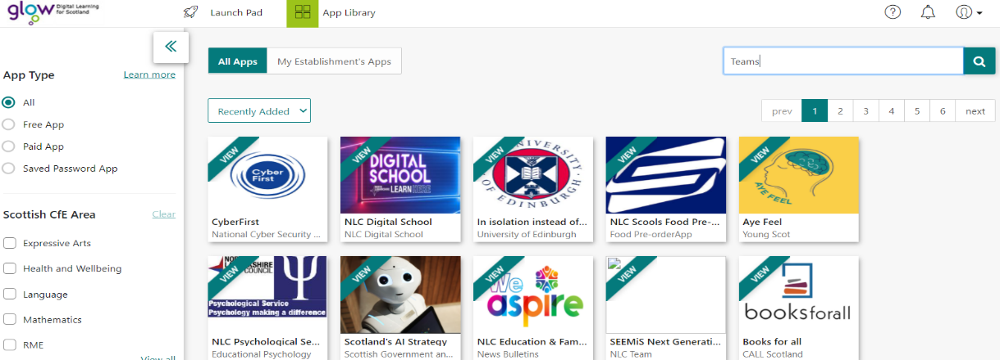 glow Digital Learning
for Scotland
Launch Pad
App Library
All Apps
My Establishment's Apps
Teams
App Type
Learn more
All
Free App
Paid App
Saved Password App
Recently Added
prev 1 2 3 4 5 6 next
Scottish CfE Area
Clear
Expressive Arts
Health and Wellbeing
Language
Mathematics
RME
View all
VIEW
Cyber
First
CyberFirst
National Cyber Security ...
VIEW
DIGITAL
SCHOOL
LEARN HERE
NLC Digital School
NLC Digital School
VIEW
UNIVERSITY
OF EDINBURGH
In isolation instead of...
University of Edinburgh
VIEW
NLC Scools Food Pre-...
Food Pre-orderApp
VIEW
AYE FEEL
Aye Feel
Young Scot
VIEW
COUNCIL
Psychological Service
Psychology making a difference
NLC Psychological Se...
Educational Psychology
VIEW
Scotland's AI Strategy
Scottish Government an...
VIEW
We
aspire
NLC Education & Fam...
News Bulletins
VIEW
SEEMiS Next Generati...
NLC Team
VIEW
booksforall
Books for all
CALL Scotland